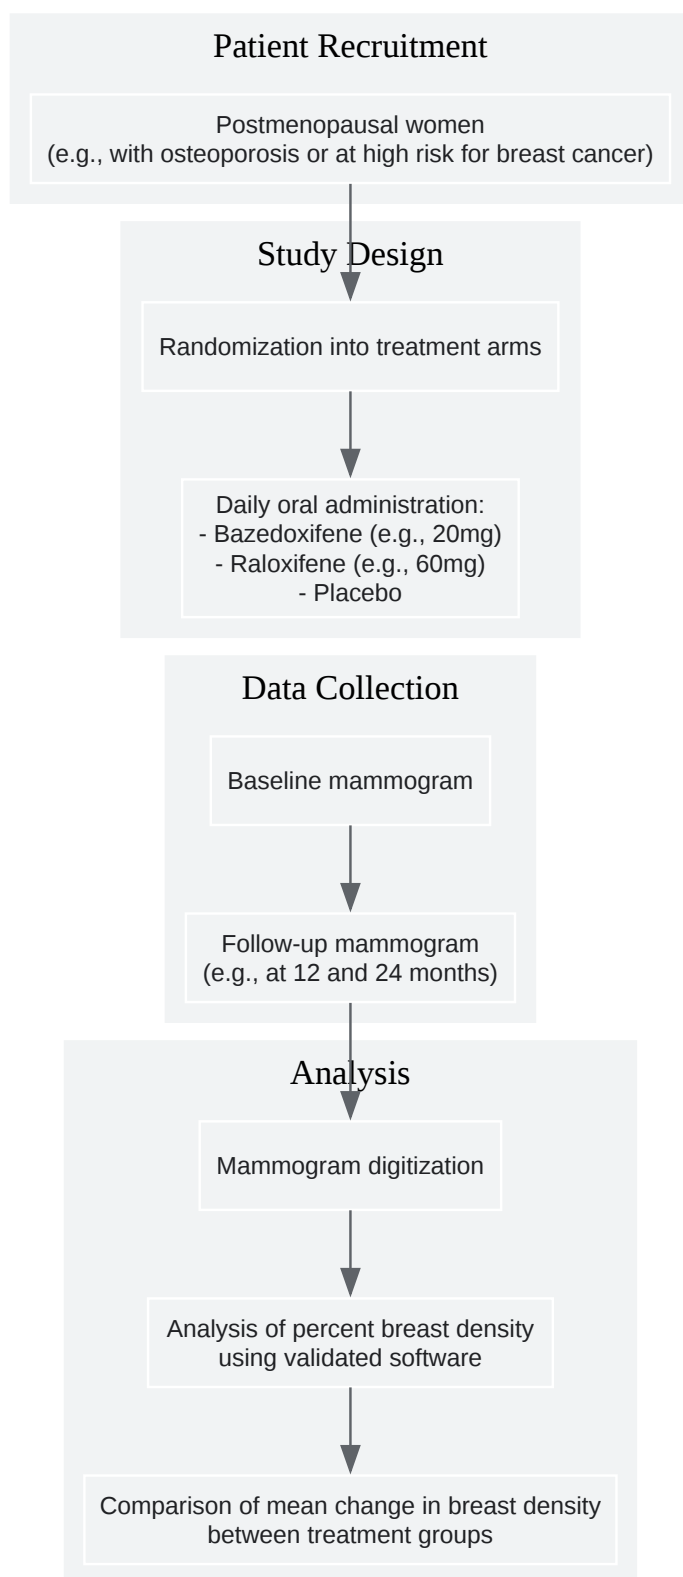 Patient Recruitment
Postmenopausal women
(e.g., with osteoporosis or at high risk for breast cancer)
Study Design
Randomization into treatment arms
Daily oral administration:
- Bazedoxifene (e.g., 20mg)
- Raloxifene (e.g., 60mg)
- Placebo
Data Collection
Baseline mammogram
Follow-up mammogram
(e.g., at 12 and 24 months)
Analysis
Mammogram digitization
Analysis of percent breast density
using validated software
Comparison of mean change in breast density
between treatment groups